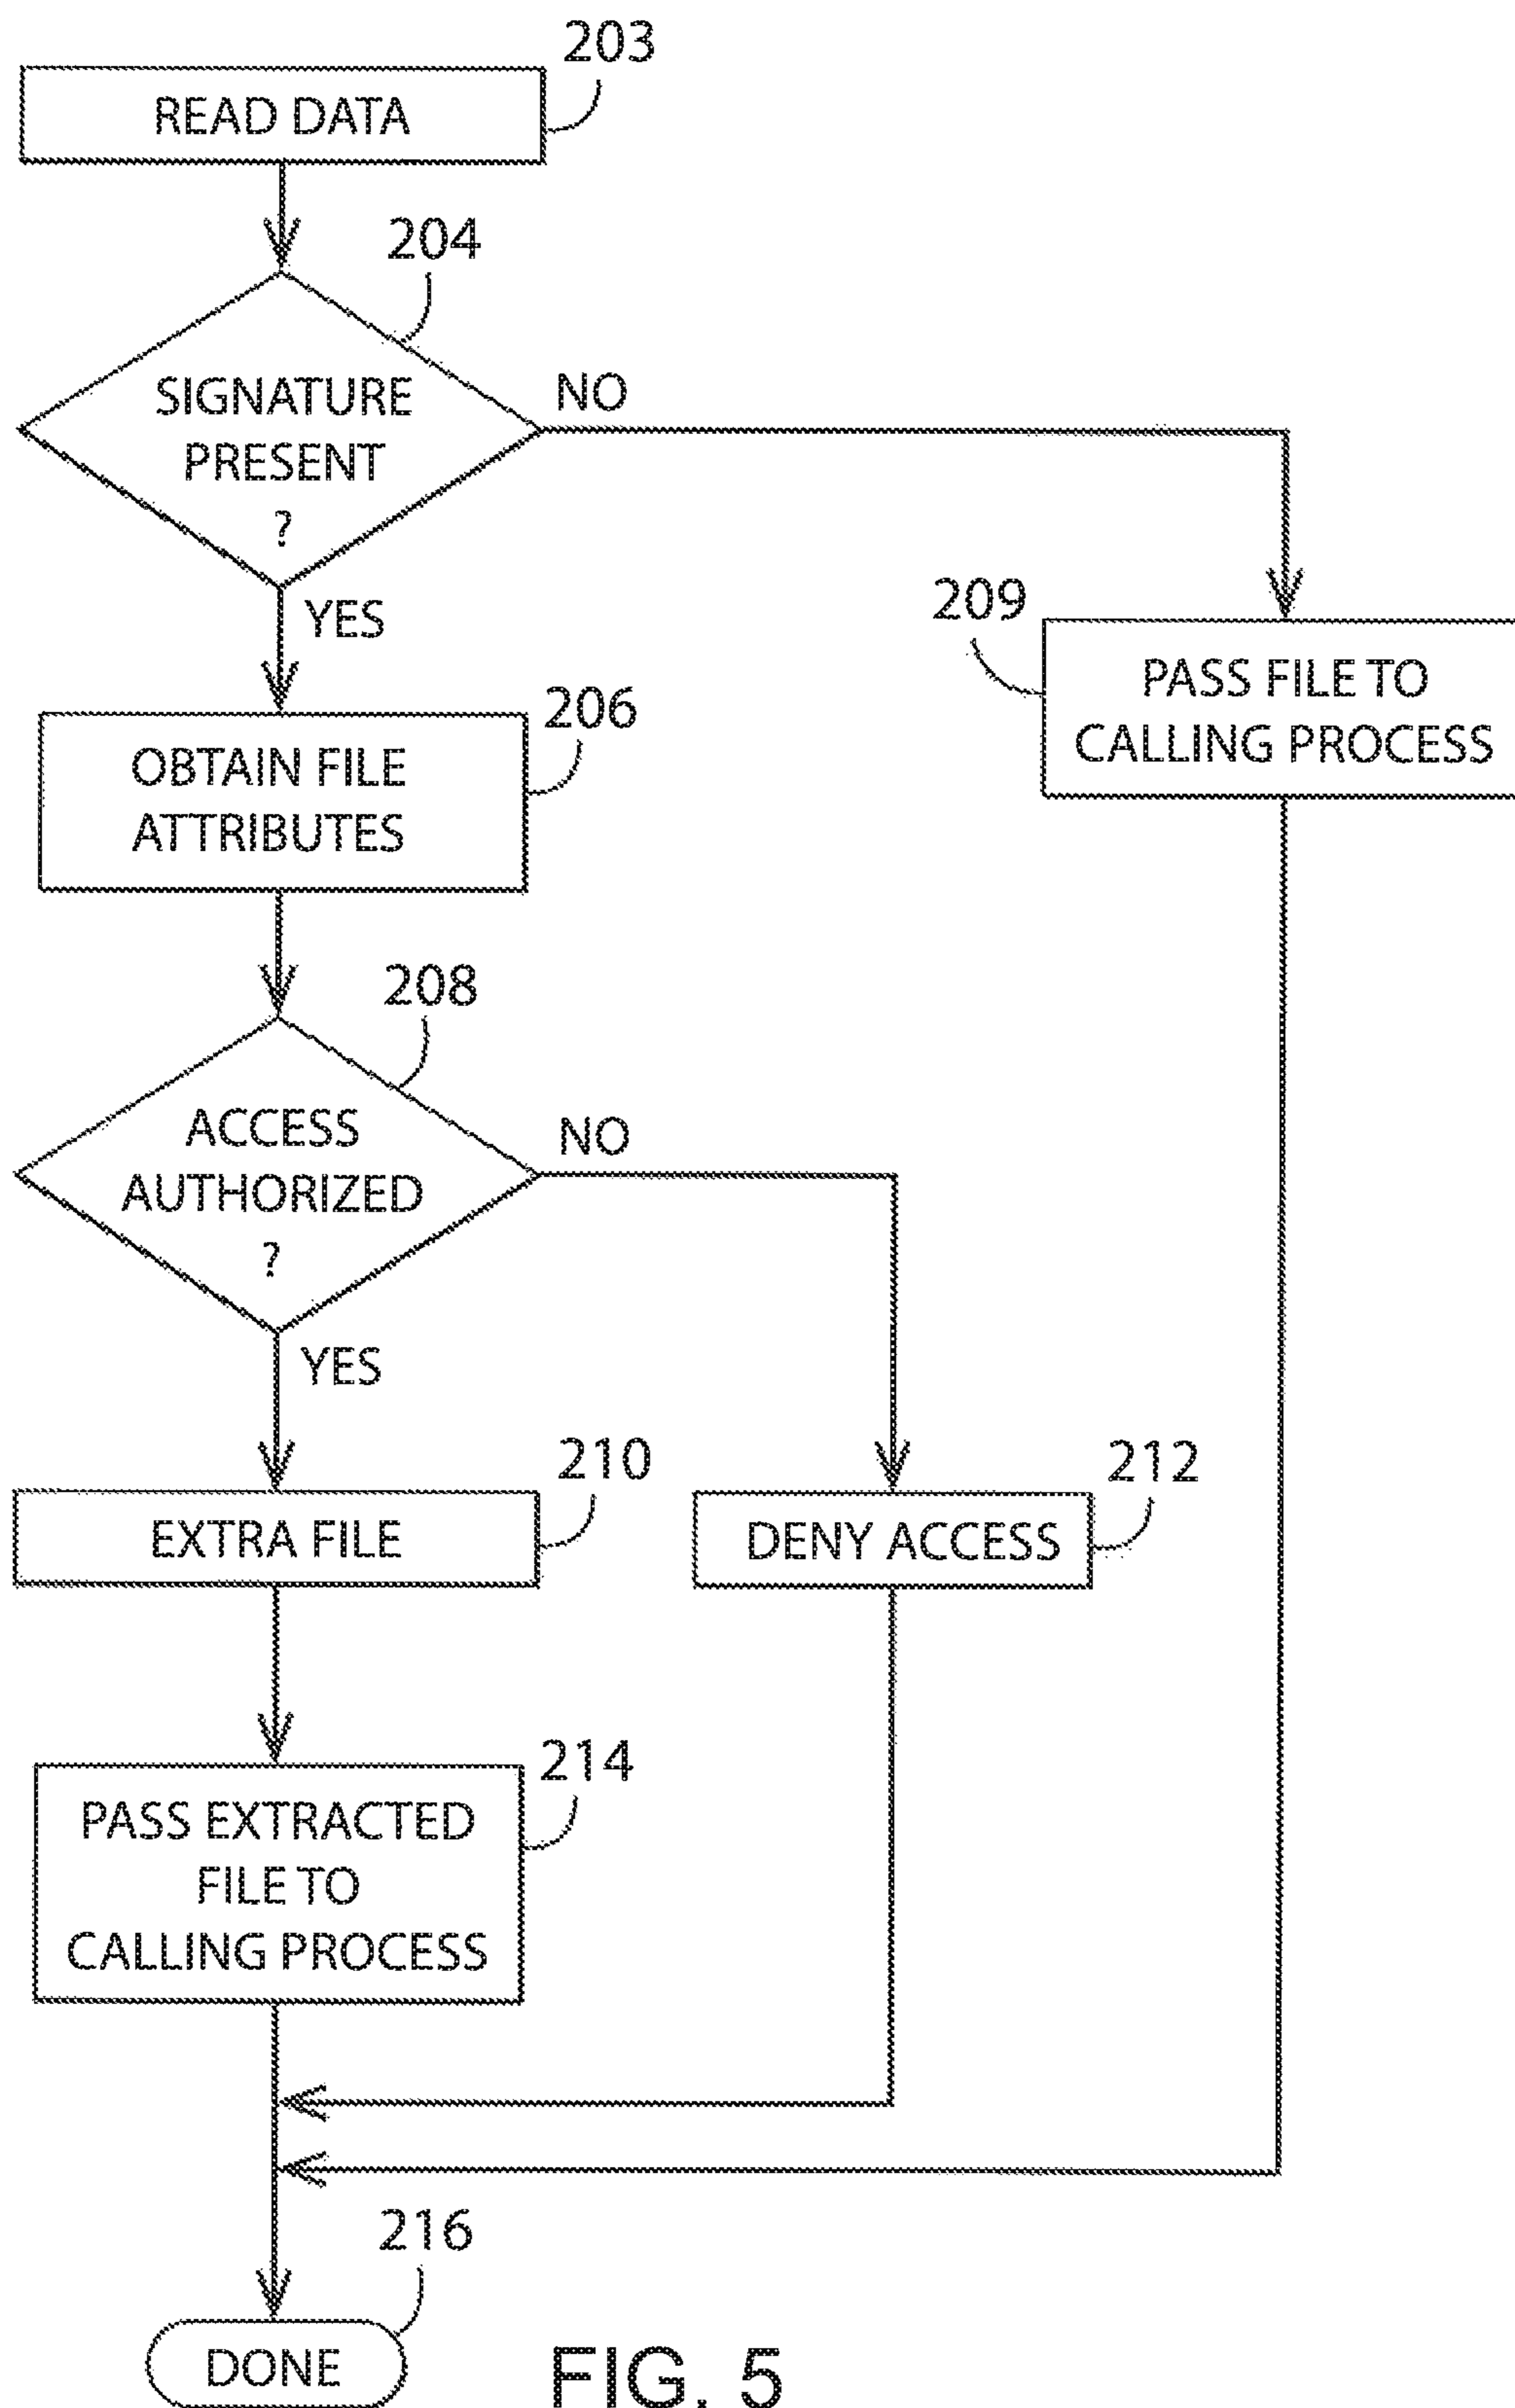 203
READ DATA
204
SIGNATURE
PRESENT
?
NO
YES
209
PASS FILE TO
CALLING PROCESS
206
OBTAIN FILE
ATTRIBUTES
208
ACCESS
AUTHORIZED
?
NO
YES
210
EXTRA FILE
212
DENY ACCESS
214
PASS EXTRACTED
FILE TO
CALLING PROCESS
216
DONE
FIG. 5